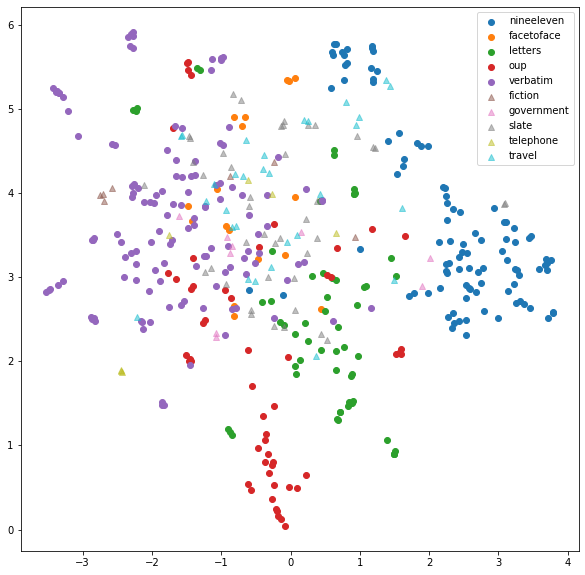 nineeleven
facetoface
letters
oup
verbatim
fiction
government
slate
telephone
travel
6
5
4
3
2
1
0
−3
−2
−1
0
1
2
3
4